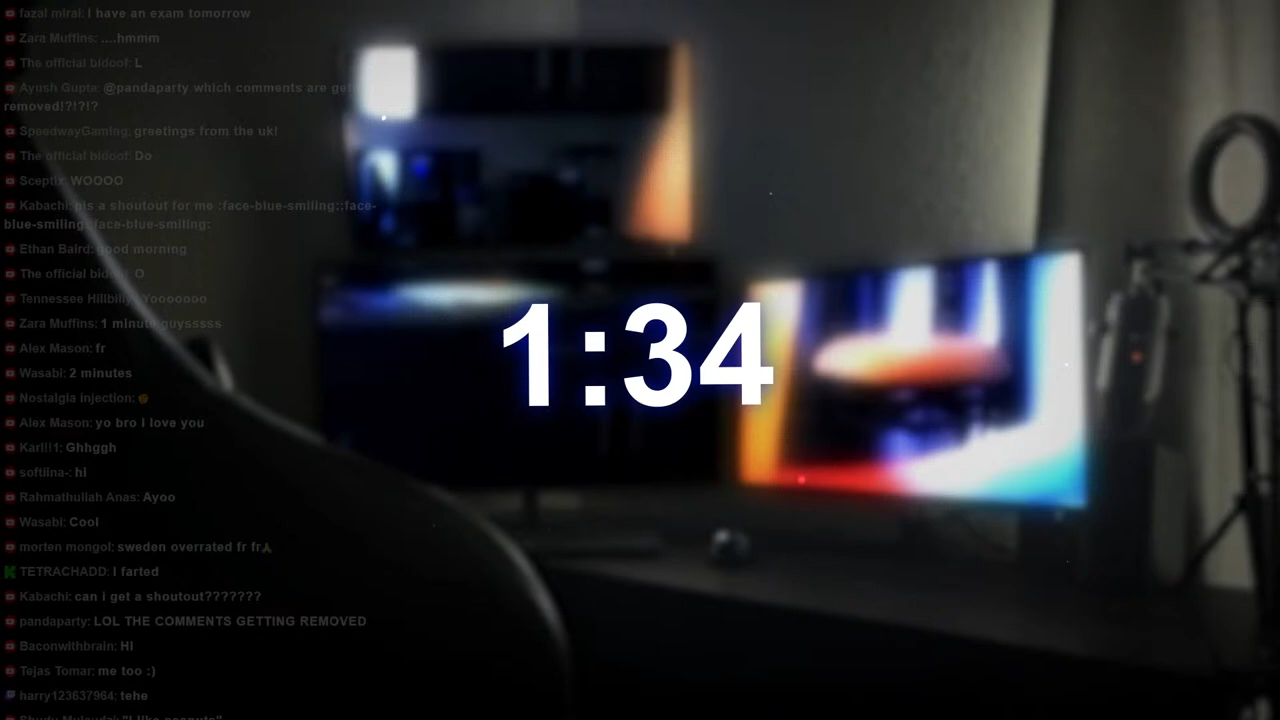 fazal miral: I have an exam tomorrow
Zara Muffins: ....hmmm
The official bidoof: L
Ayush Gupta: @pandaparty which comments are get
removed!?!?!?
SpeedwayGaming: greetings from the uk!
The official bidoof: Do
Sceptix: WOOOO
Kabachi: pls a shoutout for me :face-blue-smiling::face-
blue-smiling::face-blue-smiling:
Ethan Baird: good morning
The official bidoof: O
Tennessee Hillbilly: Yooooooo
Zara Muffins: 1 minute guysssss
Alex Mason: fr
Wasabi: 2 minutes
Nostalgia injection:
Alex Mason: yo bro I love you
Karl!!1: Ghhggh
softiina-: hi
Rahmathullah Anas: Ayoo
Wasabi: Cool
morten mongol: sweden overrated fr fr🙏
TETRACHADD: I farted
Kabachi: can i get a shoutout???????
pandaparty: LOL THE COMMENTS GETTING REMOVED
Baconwithbrain: Hi
Tejas Tomar: me too :)
harry123637964: tehe
1:34